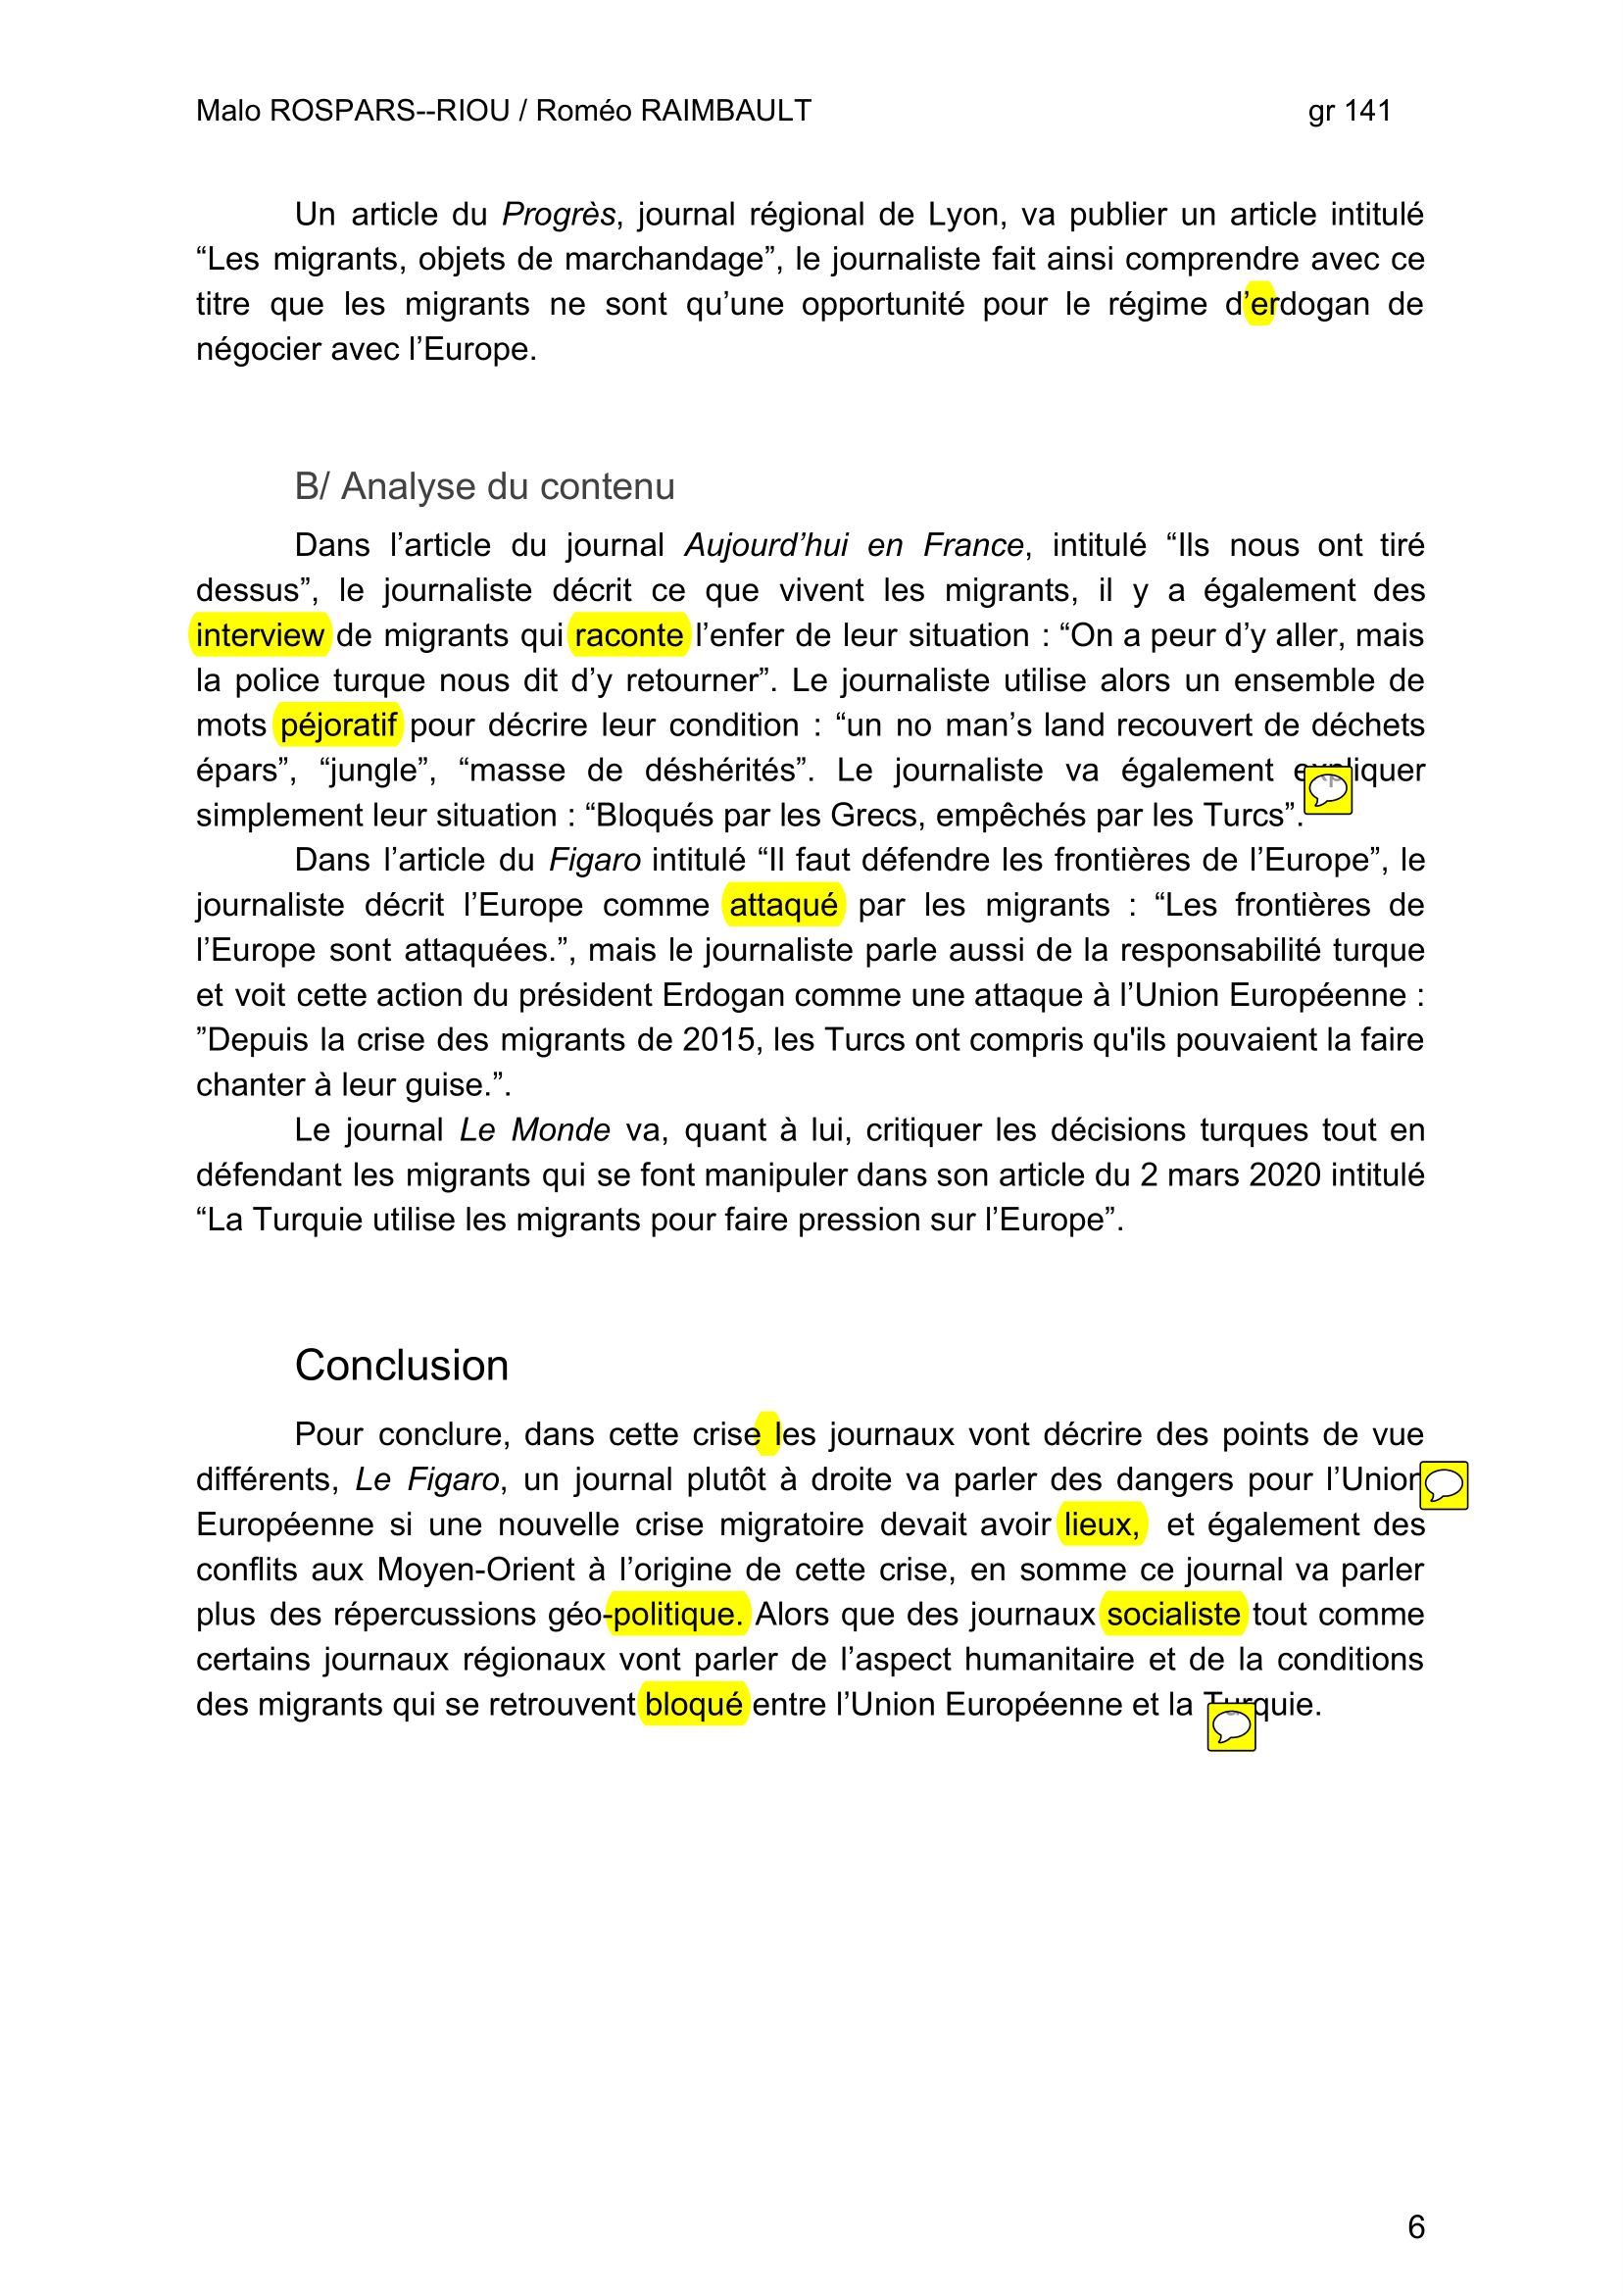 Malo ROSPARS--RIOU / Roméo RAIMBAULT gr 141
Un article du Progrès, journal régional de Lyon, va publier un article intitulé
“Les migrants, objets de marchandage”, le journaliste fait ainsi comprendre avec ce
titre que les migrants ne sont qu’une opportunité pour le régime d’erdogan de
négocier avec l’Europe.
B/ Analyse du contenu
Dans l’article du journal Aujourd’hui en France, intitulé “Ils nous ont tiré
dessus”, le journaliste décrit ce que vivent les migrants, il y a également des
interview de migrants qui raconte l’enfer de leur situation : “On a peur d’y aller, mais
la police turque nous dit d’y retourner”. Le journaliste utilise alors un ensemble de
mots péjoratif pour décrire leur condition : “un no man’s land recouvert de déchets
épars”, “jungle”, “masse de déshérités”. Le journaliste va également expliquer
simplement leur situation : “Bloqués par les Grecs, empêchés par les Turcs”.
Dans l’article du Figaro intitulé “Il faut défendre les frontières de l’Europe”, le
journaliste décrit l’Europe comme attaqué par les migrants : “Les frontières de
l’Europe sont attaquées.”, mais le journaliste parle aussi de la responsabilité turque
et voit cette action du président Erdogan comme une attaque à l’Union Européenne :
”Depuis la crise des migrants de 2015, les Turcs ont compris qu'ils pouvaient la faire
chanter à leur guise.”.
Le journal Le Monde va, quant à lui, critiquer les décisions turques tout en
défendant les migrants qui se font manipuler dans son article du 2 mars 2020 intitulé
“La Turquie utilise les migrants pour faire pression sur l’Europe”.
Conclusion
Pour conclure, dans cette crise les journaux vont décrire des points de vue
différents, Le Figaro, un journal plutôt à droite va parler des dangers pour l’Union
Européenne si une nouvelle crise migratoire devait avoir lieux, et également des
conflits aux Moyen-Orient à l’origine de cette crise, en somme ce journal va parler
plus des répercussions géo-politique. Alors que des journaux socialiste tout comme
certains journaux régionaux vont parler de l’aspect humanitaire et de la conditions
des migrants qui se retrouvent bloqué entre l’Union Européenne et la Turquie.
6